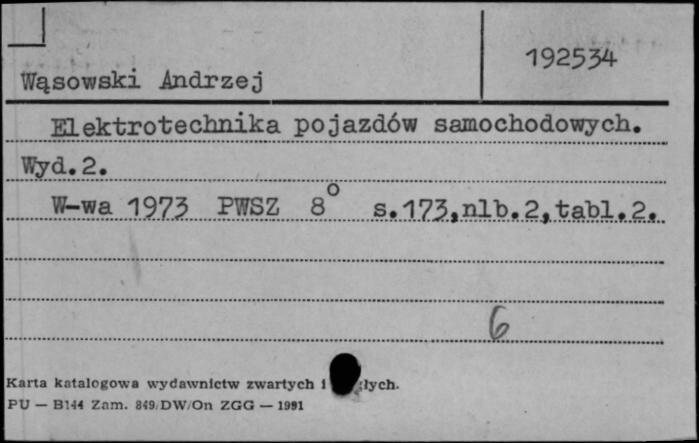 192534
Wąsowski Andrzej
Elektrotechnika pojazdów samochodowych.
Wyd.2.
W-wa 1973 PWSZ 8° s.173,nlb.2,tabl.2.
6
Karta katalogowa wydawnictw zwartych i głych.
PU — B144 Zam. 849/DW/On ZGG — 1991